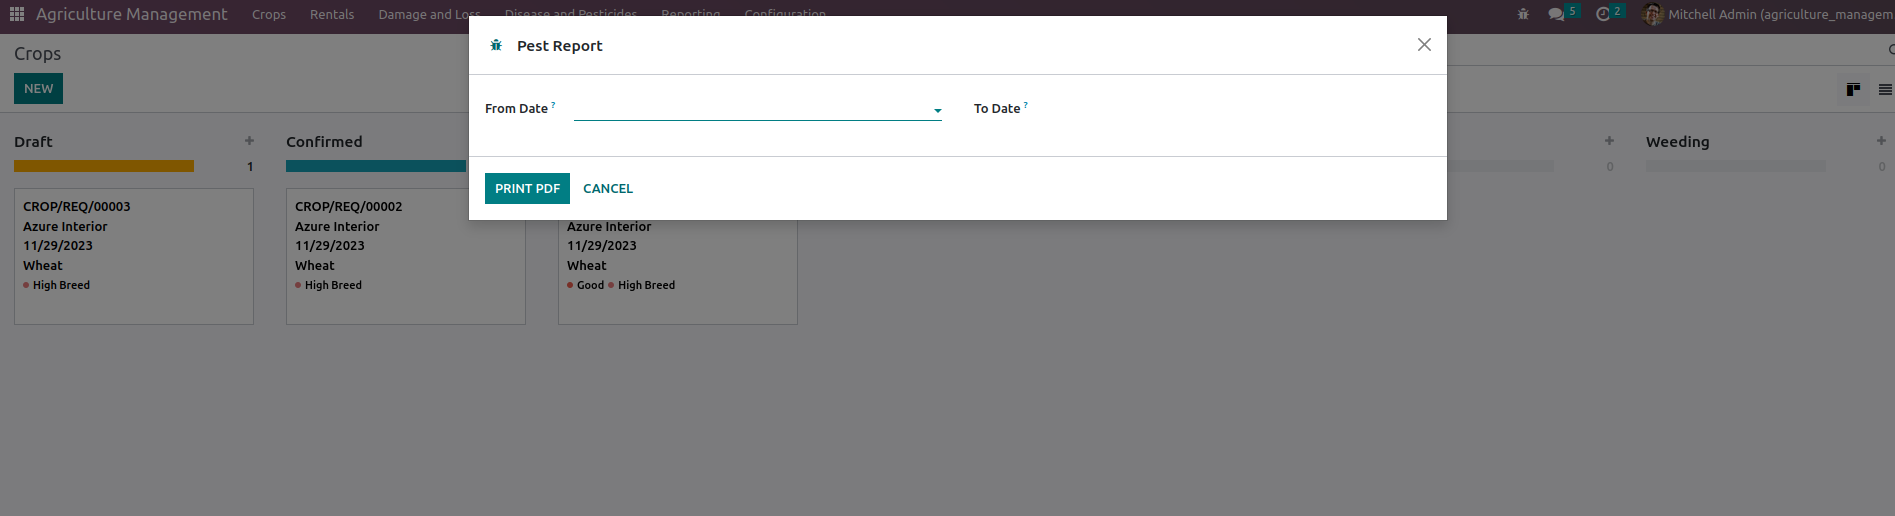 Agriculture Management Crops Rentals Damage and Loss Disease and Pesticides Reporting Configuration 5 2 Mitchell Admin (agriculture_managem
Pest Report
Crops
NEW
From Date ?
To Date ?
PRINT PDF CANCEL
Draft
1
Confirmed
0
Weeding
0
CROP/REQ/00003
Azure Interior
11/29/2023
Wheat
High Breed
CROP/REQ/00002
Azure Interior
11/29/2023
Wheat
High Breed
Azure Interior
11/29/2023
Wheat
Good High Breed